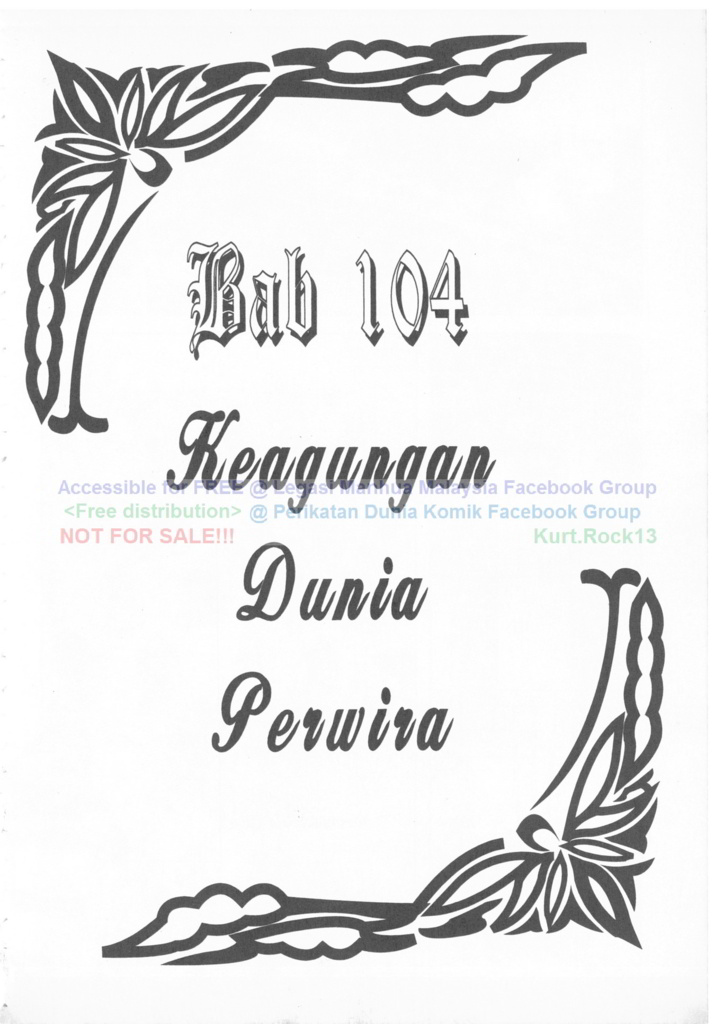 Bab 104
Keagungan
Accessible for FREE @ Legasi Manhua Malaysia Facebook Group
<Free distribution> @ Perikatan Dunia Komik Facebook Group
NOT FOR SALE!!! Kurt.Rock13
Dunia
Perwira